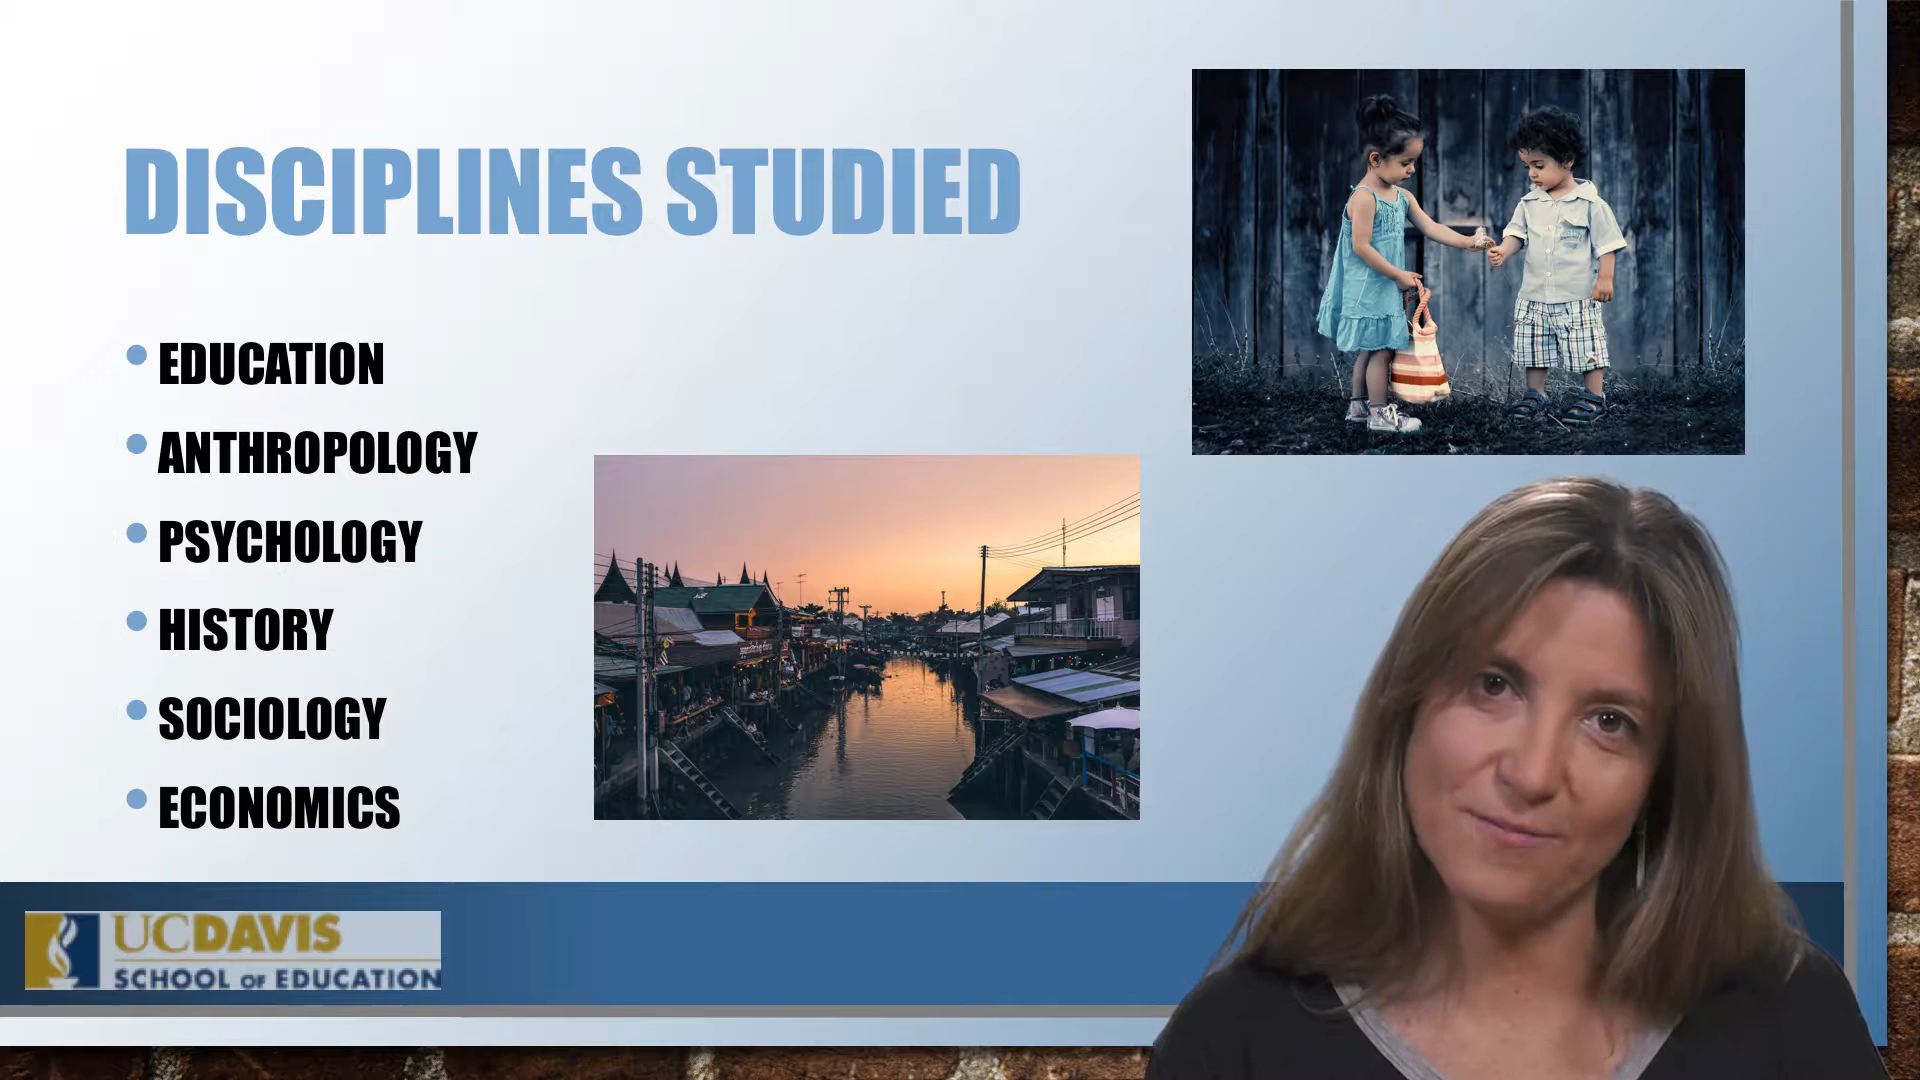 DISCIPLINES STUDIED
EDUCATION
ANTHROPOLOGY
PSYCHOLOGY
HISTORY
SOCIOLOGY
ECONOMICS
UCDAVIS
SCHOOL OF EDUCATION